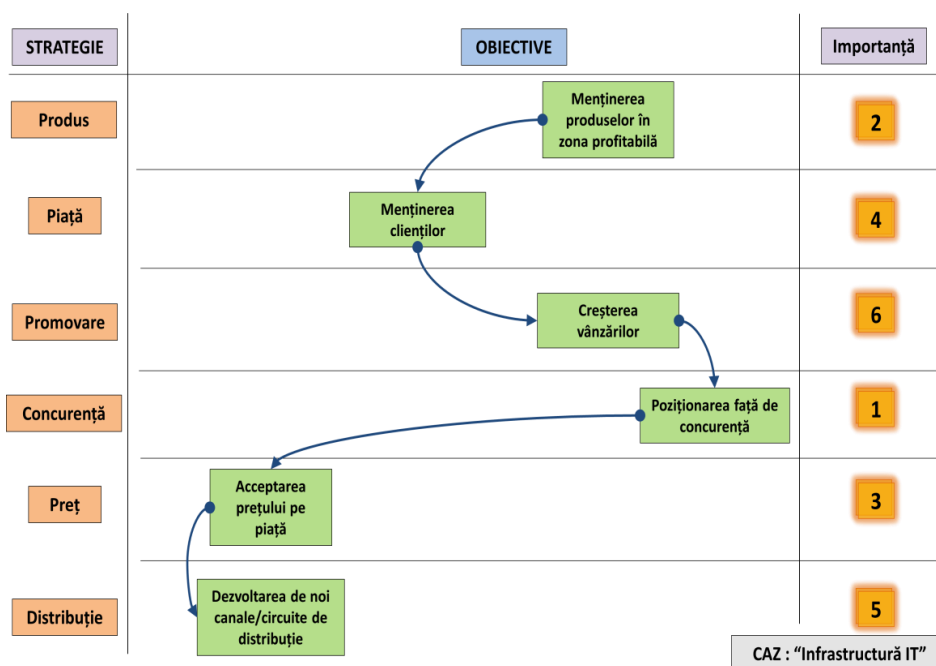 STRATEGIE
OBIECTIVE
Importanță
Produs
Menținerea
produselor în
zona profitabilă
2
Piață
Menținerea
clienților
4
Promovare
Creșterea
vânzărilor
6
Concurență
Poziționarea față de
concurență
1
Preț
Acceptarea
prețului pe
piață
3
Distribuție
Dezvoltarea de noi
canale/circuite de
distribuție
5
CAZ : “Infrastructură IT”